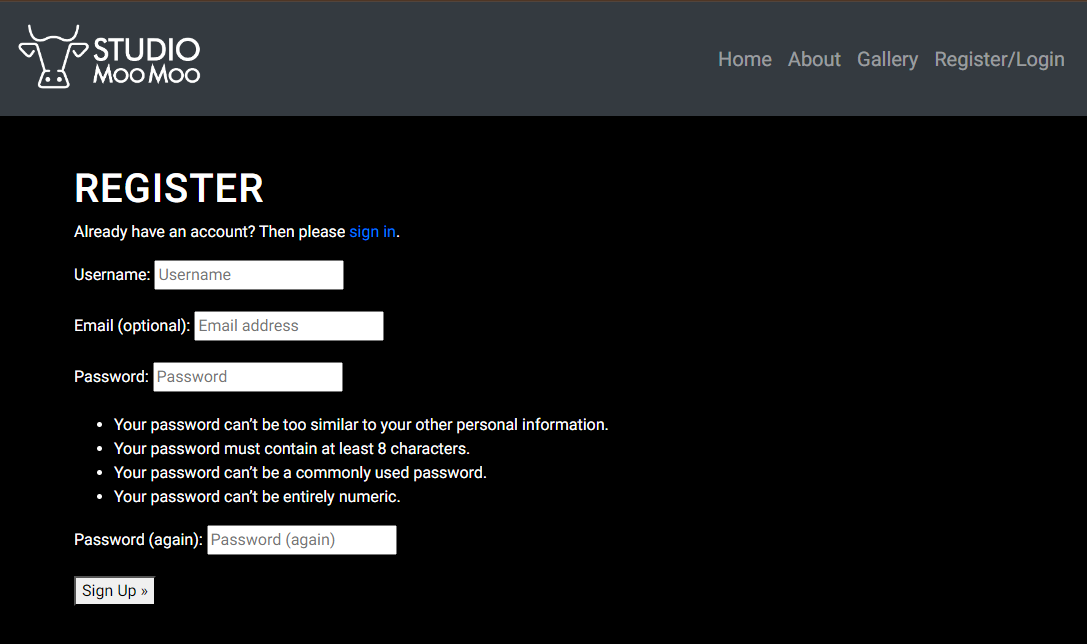 STUDIO
MOO MOO
Home About Gallery Register/Login
REGISTER
Already have an account? Then please sign in.
Username: Username
Email (optional): Email address
Password: Password
• Your password can’t be too similar to your other personal information.
• Your password must contain at least 8 characters.
• Your password can’t be a commonly used password.
• Your password can’t be entirely numeric.
Password (again): Password (again)
Sign Up »